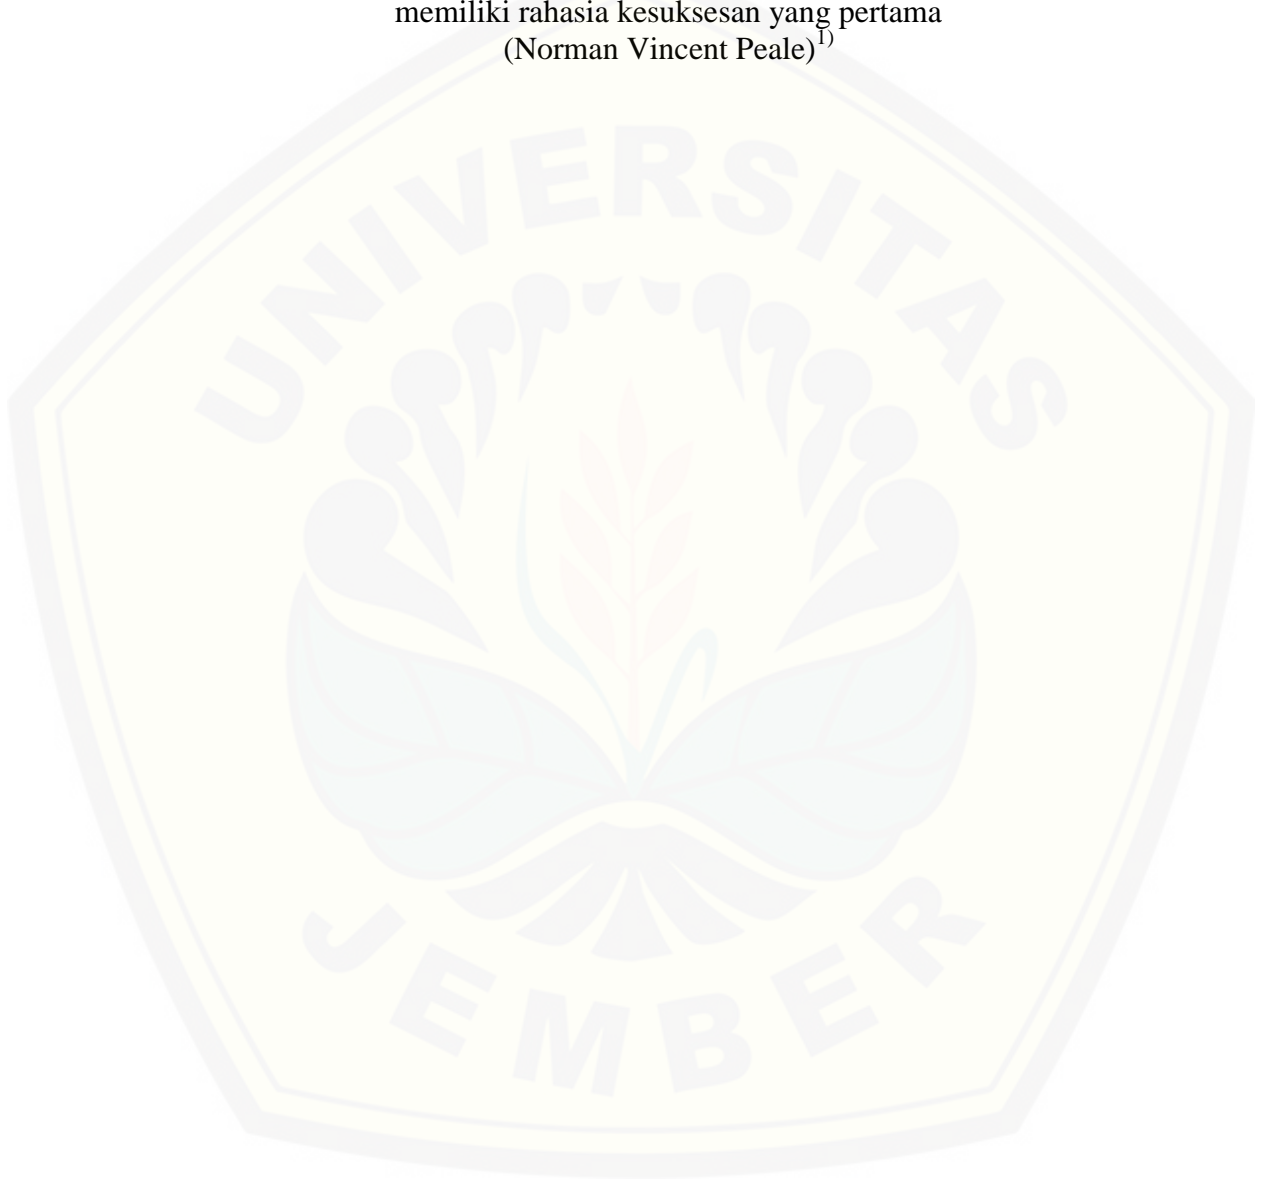 memiliki rahasia kesuksesan yang pertama
(Norman Vincent Peale)1)
UNIVERSITAS
JEMBER